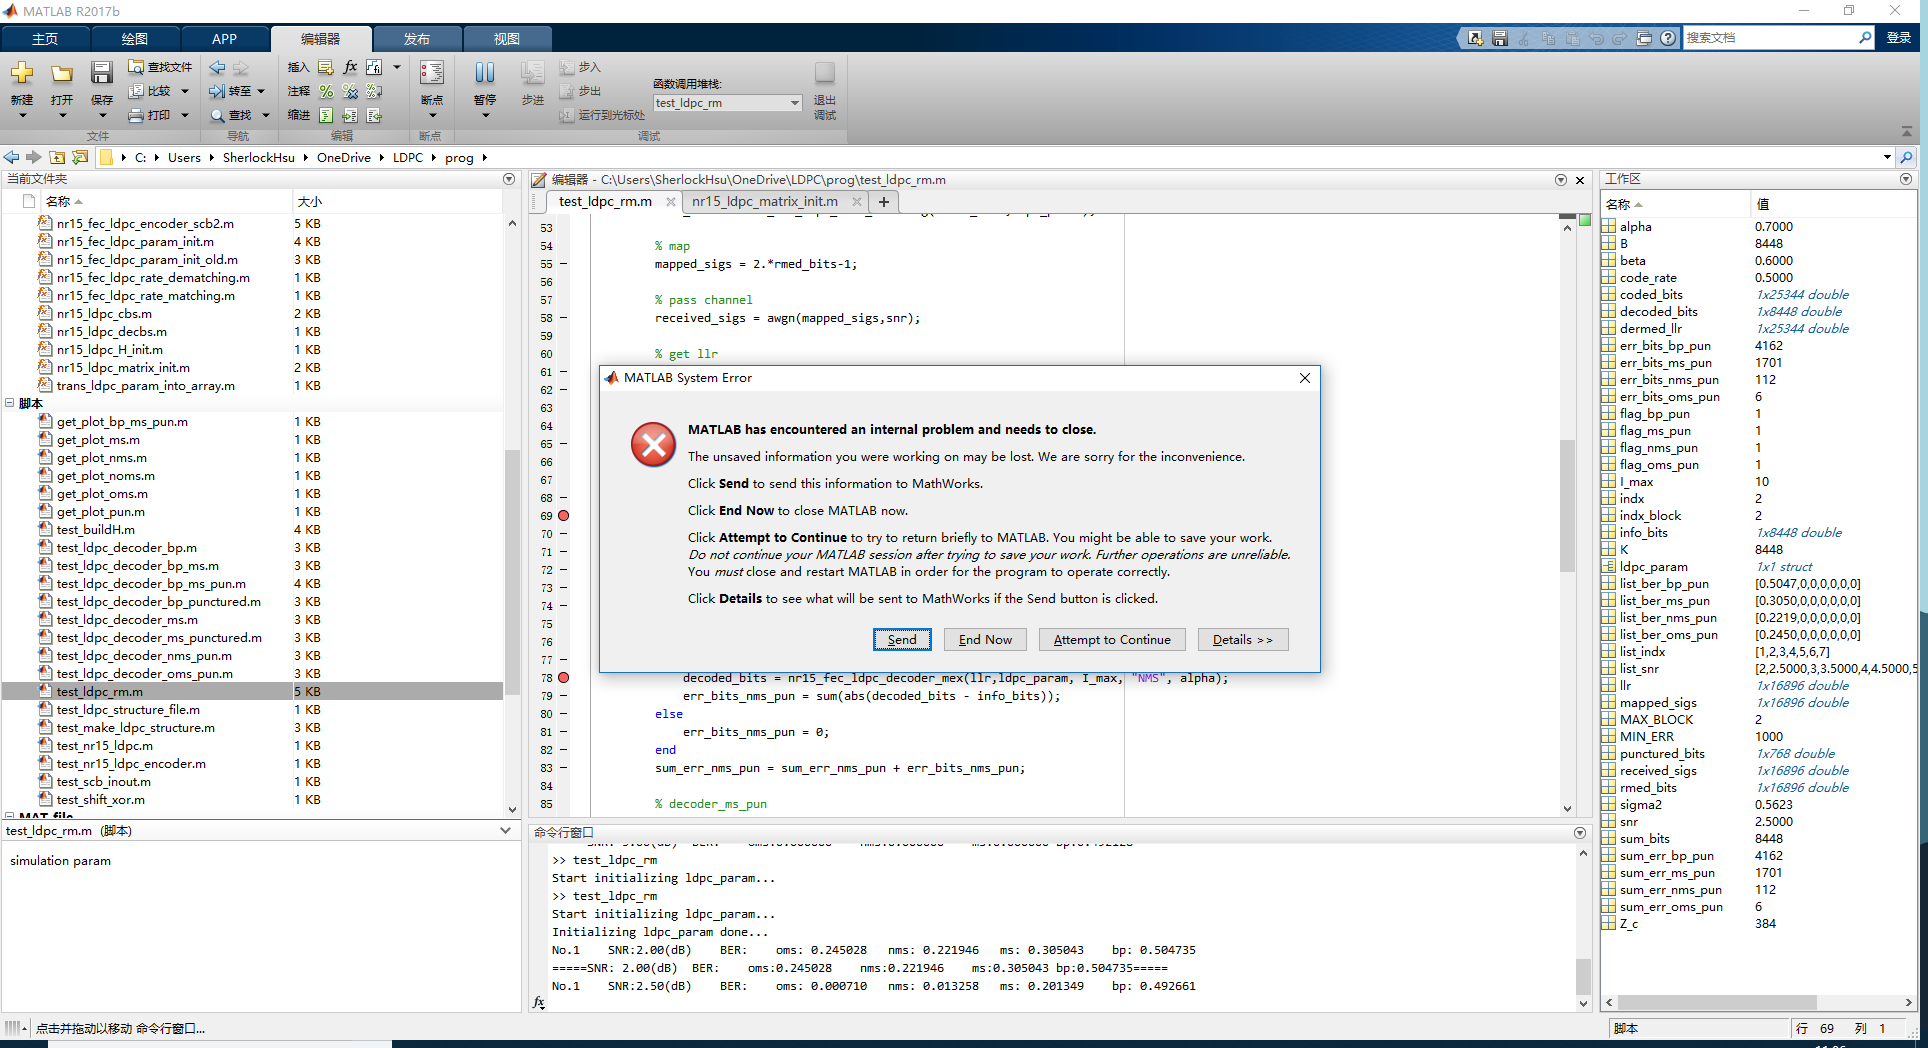 MATLAB R2017b
主页 绘图 APP 编辑器 发布 视图
搜索文档 登录
新建 打开 保存 查找文件 比较 打印
转至 查找
插入 fx
注释
缩进
断点 暂停 步进 步入 步出 运行到光标处
函数调用堆栈:
test_ldpc_rm
退出调试
文件 导航 编辑 断点 调试
C: Users SherlockHsu OneDrive LDPC prog
当前文件夹
名称 大小
nr15_fec_ldpc_encoder_scb2.m 5 KB
nr15_fec_ldpc_param_init.m 4 KB
nr15_fec_ldpc_param_init_old.m 3 KB
nr15_fec_ldpc_rate_dematching.m 1 KB
nr15_fec_ldpc_rate_matching.m 1 KB
nr15_ldpc_cbs.m 2 KB
nr15_ldpc_decbs.m 1 KB
nr15_ldpc_H_init.m 1 KB
nr15_ldpc_matrix_init.m 2 KB
trans_ldpc_param_into_array.m 1 KB
脚本
get_plot_bp_ms_pun.m 1 KB
get_plot_ms.m 1 KB
get_plot_nms.m 1 KB
get_plot_noms.m 1 KB
get_plot_oms.m 1 KB
get_plot_pun.m 1 KB
test_buildH.m 4 KB
test_ldpc_decoder_bp.m 3 KB
test_ldpc_decoder_bp_ms.m 3 KB
test_ldpc_decoder_bp_ms_pun.m 4 KB
test_ldpc_decoder_bp_punctured.m 3 KB
test_ldpc_decoder_ms.m 3 KB
test_ldpc_decoder_ms_punctured.m 3 KB
test_ldpc_decoder_nms_pun.m 3 KB
test_ldpc_decoder_oms_pun.m 3 KB
test_ldpc_rm.m 5 KB
test_ldpc_structure_file.m 1 KB
test_make_ldpc_structure.m 3 KB
test_nr15_ldpc.m 1 KB
test_nr15_ldpc_encoder.m 3 KB
test_scb_inout.m 1 KB
test_shift_xor.m 1 KB
MAT-file
test_ldpc_rm.m (脚本)
simulation param
编辑器 - C:\Users\SherlockHsu\OneDrive\LDPC\prog\test_ldpc_rm.m
test_ldpc_rm.m nr15_ldpc_matrix_init.m
53
54 % map
55 mapped_sigs = 2.*rmed_bits-1;
56
57 % pass channel
58 received_sigs = awgn(mapped_sigs,snr);
59
60 % get llr
61
62
63
64
65
66
67
68
69
70
71
72
73
74
75
76
77
78 decoded_bits = nr15_fec_ldpc_decoder_mex(llr,ldpc_param, I_max, "NMS", alpha);
79 err_bits_nms_pun = sum(abs(decoded_bits - info_bits));
80 else
81 err_bits_nms_pun = 0;
82 end
83 sum_err_nms_pun = sum_err_nms_pun + err_bits_nms_pun;
84
85 % decoder_ms_pun
MATLAB System Error
MATLAB has encountered an internal problem and needs to close.
The unsaved information you were working on may be lost. We are sorry for the inconvenience.
Click Send to send this information to MathWorks.
Click End Now to close MATLAB now.
Click Attempt to Continue to try to return briefly to MATLAB. You might be able to save your work.
Do not continue your MATLAB session after trying to save your work. Further operations are unreliable.
You must close and restart MATLAB in order for the program to operate correctly.
Click Details to see what will be sent to MathWorks if the Send button is clicked.
Send End Now Attempt to Continue Details >>
命令行窗口
>> test_ldpc_rm
Start initializing ldpc_param...
>> test_ldpc_rm
Start initializing ldpc_param...
Initializing ldpc_param done...
No.1 SNR:2.00(dB) BER: oms: 0.245028 nms: 0.221946 ms: 0.305043 bp: 0.504735
=====SNR: 2.00(dB) BER: oms:0.245028 nms:0.221946 ms:0.305043 bp:0.504735=====
No.1 SNR:2.50(dB) BER: oms: 0.000710 nms: 0.013258 ms: 0.201349 bp: 0.492661
fx
工作区
名称 值
alpha 0.7000
B 8448
beta 0.6000
code_rate 0.5000
coded_bits 1x25344 double
decoded_bits 1x8448 double
dermed_llr 1x25344 double
err_bits_bp_pun 4162
err_bits_ms_pun 1701
err_bits_nms_pun 112
err_bits_oms_pun 6
flag_bp_pun 1
flag_ms_pun 1
flag_nms_pun 1
flag_oms_pun 1
I_max 10
indx 2
indx_block 2
info_bits 1x8448 double
K 8448
ldpc_param 1x1 struct
list_ber_bp_pun [0.5047,0,0,0,0,0,0]
list_ber_ms_pun [0.3050,0,0,0,0,0,0]
list_ber_nms_pun [0.2219,0,0,0,0,0,0]
list_ber_oms_pun [0.2450,0,0,0,0,0,0]
list_indx [1,2,3,4,5,6,7]
list_snr [2,2.5000,3,3.5000,4,4.5000,5
llr 1x16896 double
mapped_sigs 1x16896 double
MAX_BLOCK 2
MIN_ERR 1000
punctured_bits 1x768 double
received_sigs 1x16896 double
rmed_bits 1x16896 double
sigma2 0.5623
snr 2.5000
sum_bits 8448
sum_err_bp_pun 4162
sum_err_ms_pun 1701
sum_err_nms_pun 112
sum_err_oms_pun 6
Z_c 384
点击并拖动以移动 命令行窗口...
脚本 行 69 列 1